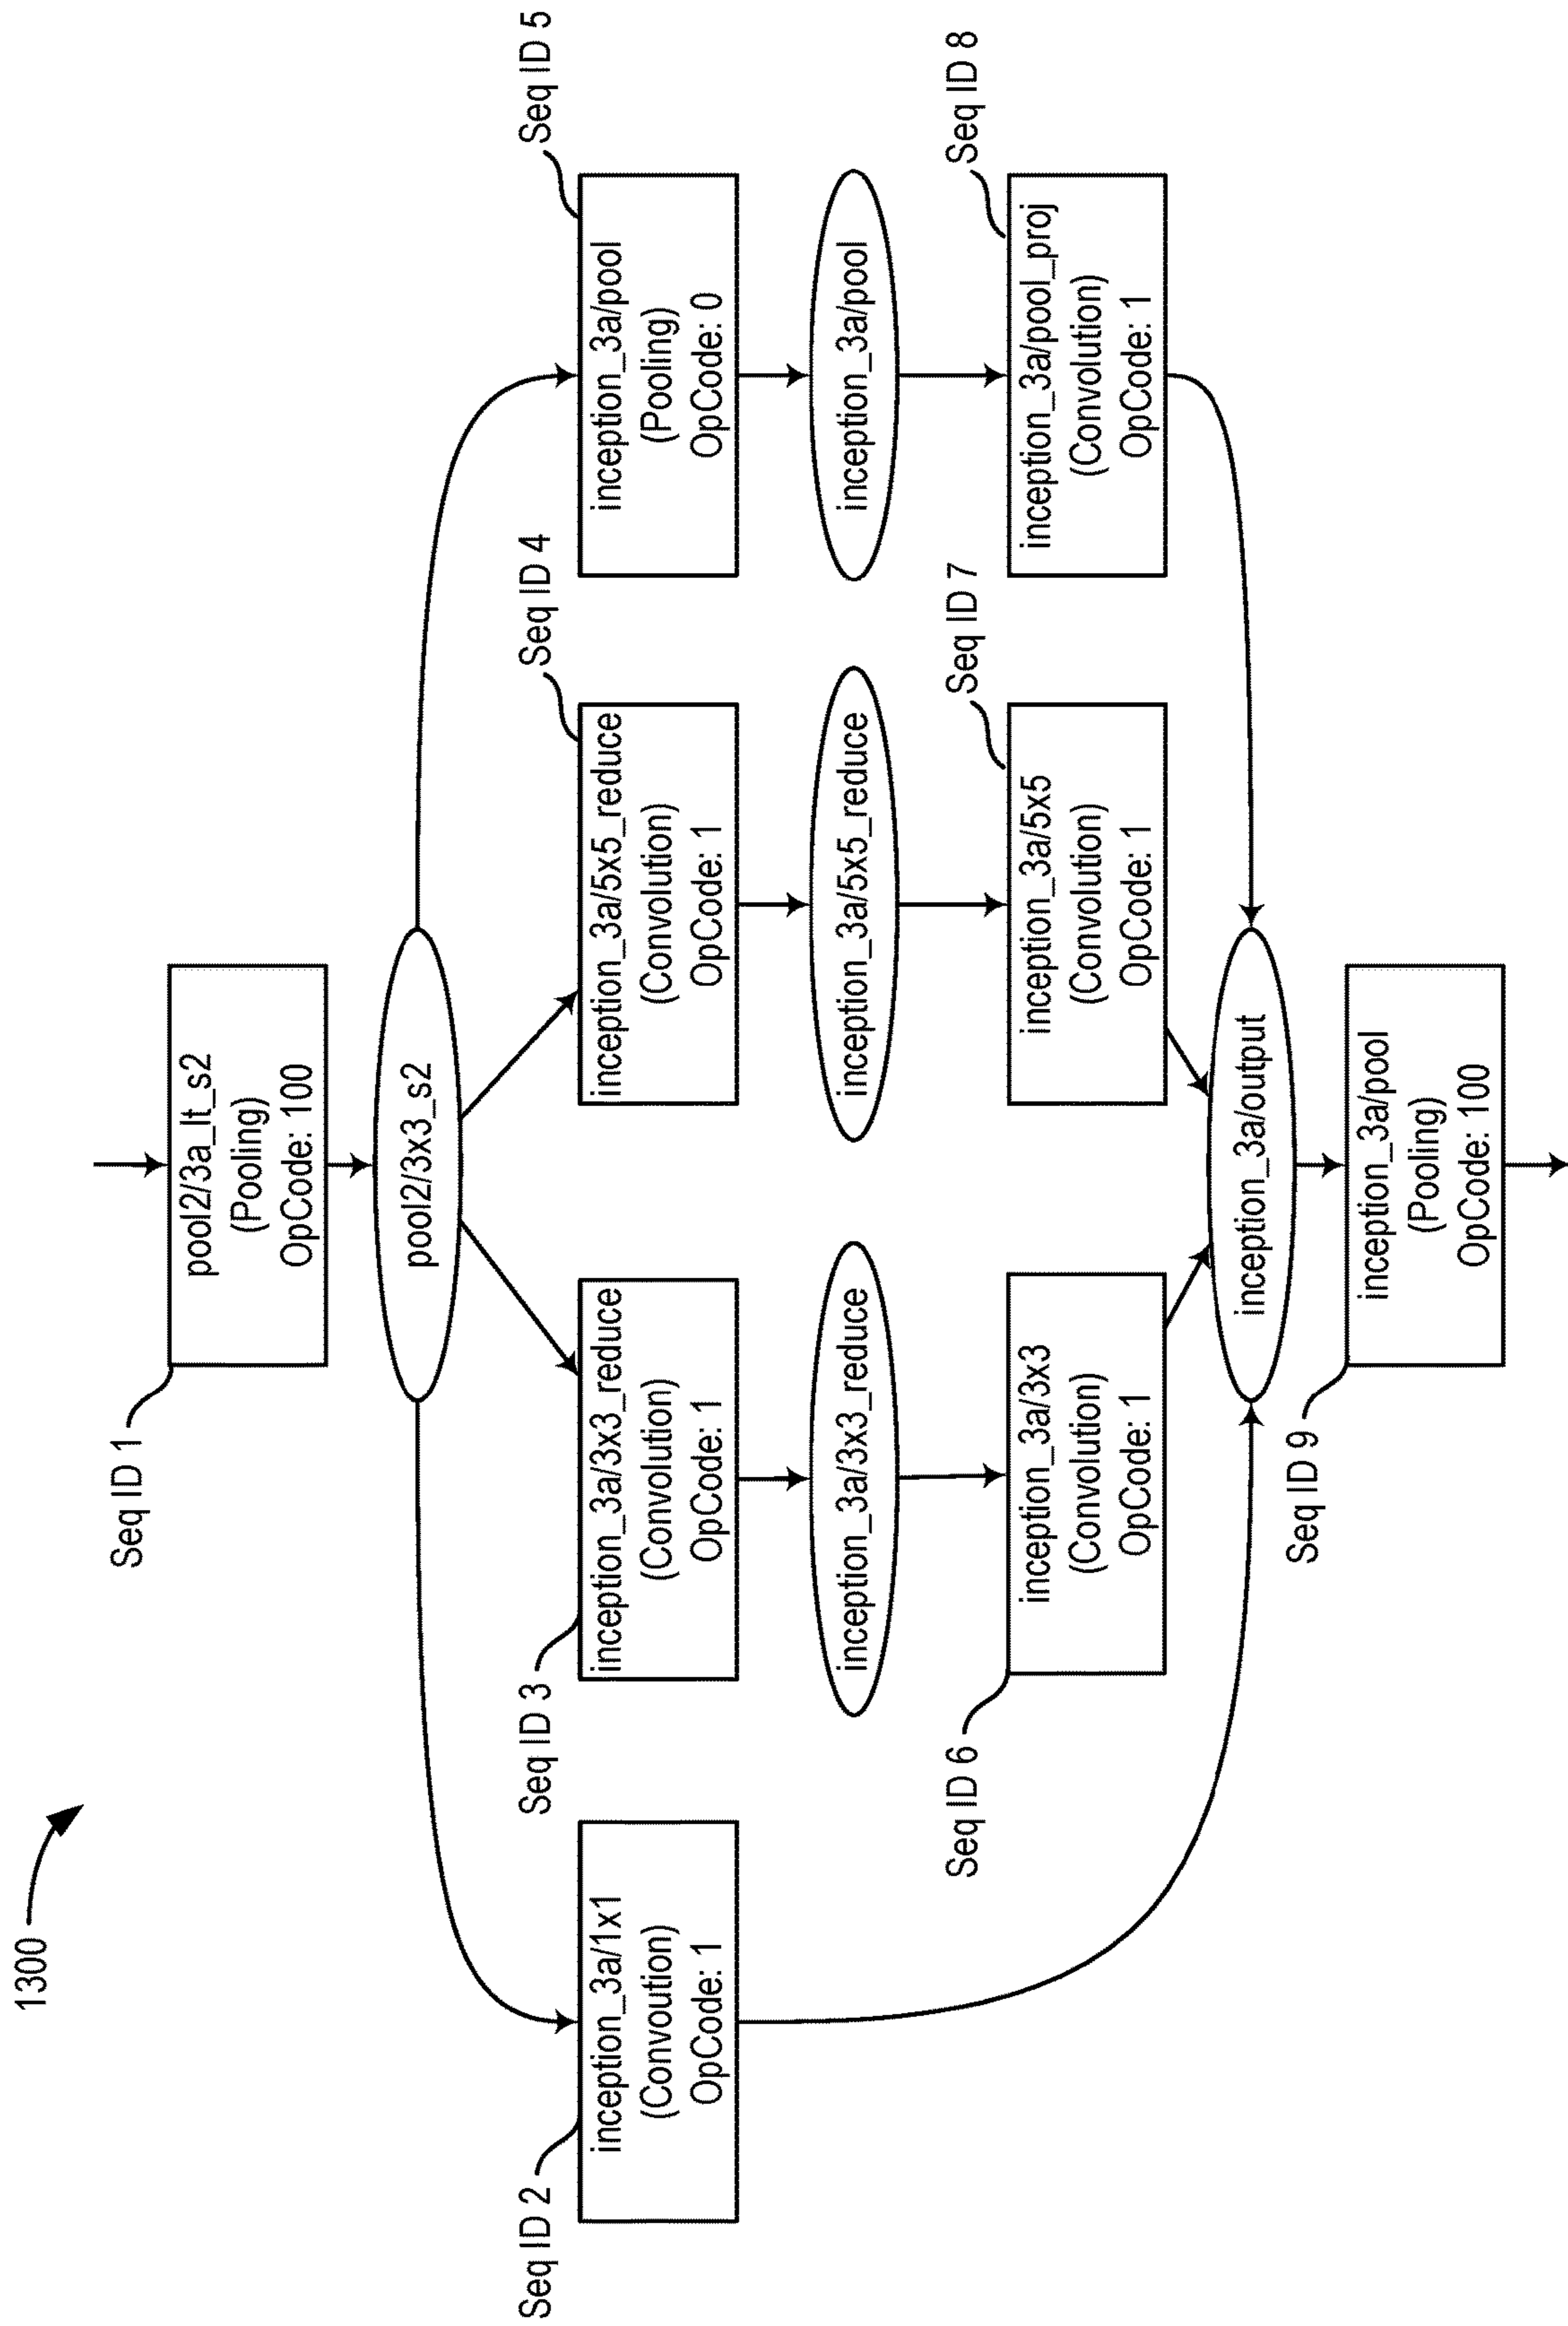 1300
Seq ID 1
pool2/3a_lt_s2
(Pooling)
OpCode: 100
pool2/3x3_s2
Seq ID 2
inception_3a/1x1
(Convoution)
OpCode: 1
Seq ID 3
inception_3a/3x3_reduce
(Convolution)
OpCode: 1
Seq ID 4
inception_3a/5x5_reduce
(Convolution)
OpCode: 1
Seq ID 5
inception_3a/pool
(Pooling)
OpCode: 0
inception_3a/3x3_reduce
inception_3a/5x5_reduce
inception_3a/pool
Seq ID 6
inception_3a/3x3
(Convolution)
OpCode: 1
Seq ID 7
inception_3a/5x5
(Convolution)
OpCode: 1
Seq ID 8
inception_3a/pool_proj
(Convolution)
OpCode: 1
inception_3a/output
Seq ID 9
inception_3a/pool
(Pooling)
OpCode: 100